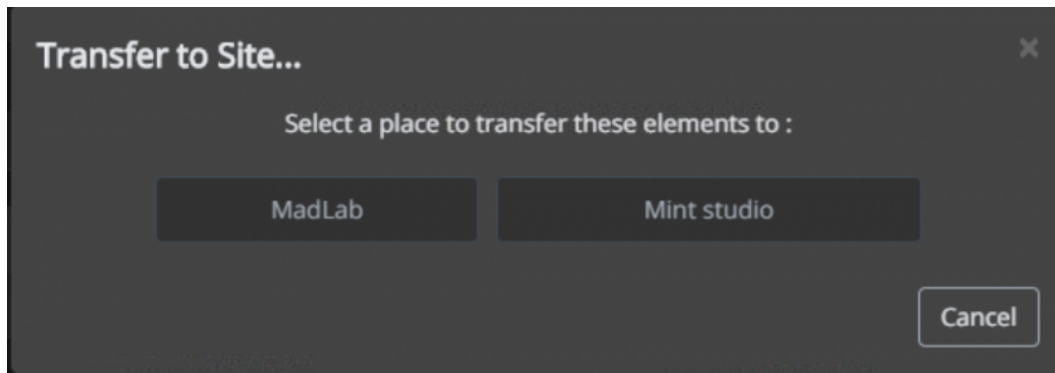 Transfer to Site...
×
Select a place to transfer these elements to :
MadLab
Mint studio
Cancel